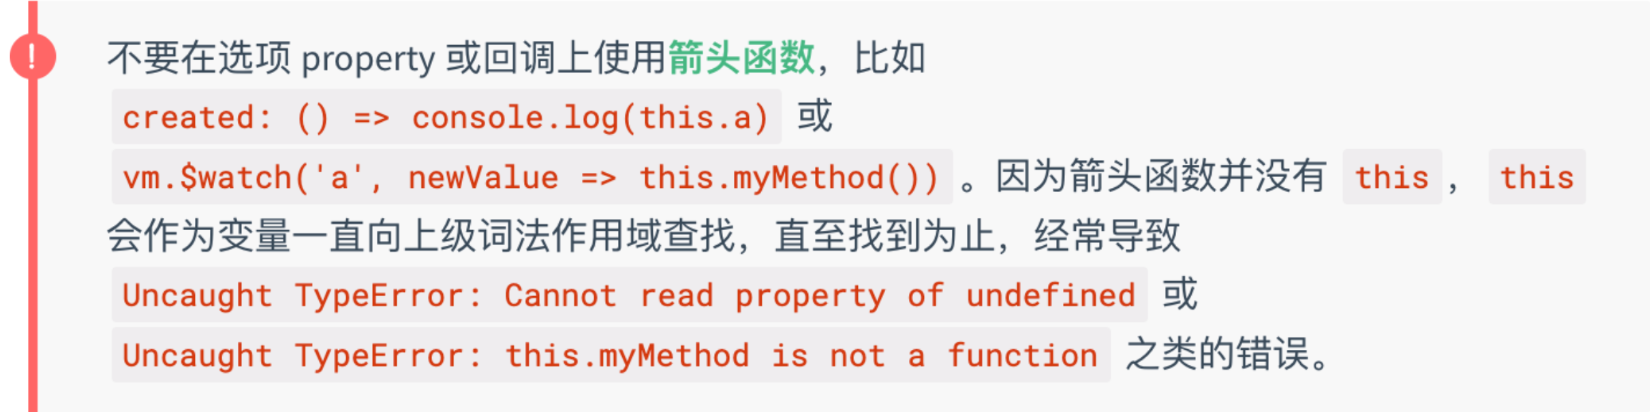 !
不要在选项 property 或回调上使用箭头函数，比如
created: () => console.log(this.a) 或
vm.$watch('a', newValue => this.myMethod()) 。因为箭头函数并没有 this ， this
会作为变量一直向上级词法作用域查找，直至找到为止，经常导致
Uncaught TypeError: Cannot read property of undefined 或
Uncaught TypeError: this.myMethod is not a function 之类的错误。